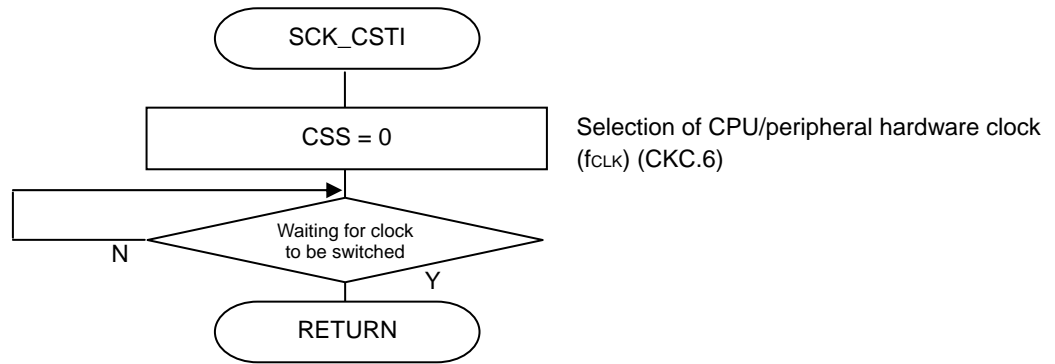 SCK_CSTI
CSS = 0
Selection of CPU/peripheral hardware clock
(fCLK) (CKC.6)
Waiting for clock
to be switched
N
Y
RETURN